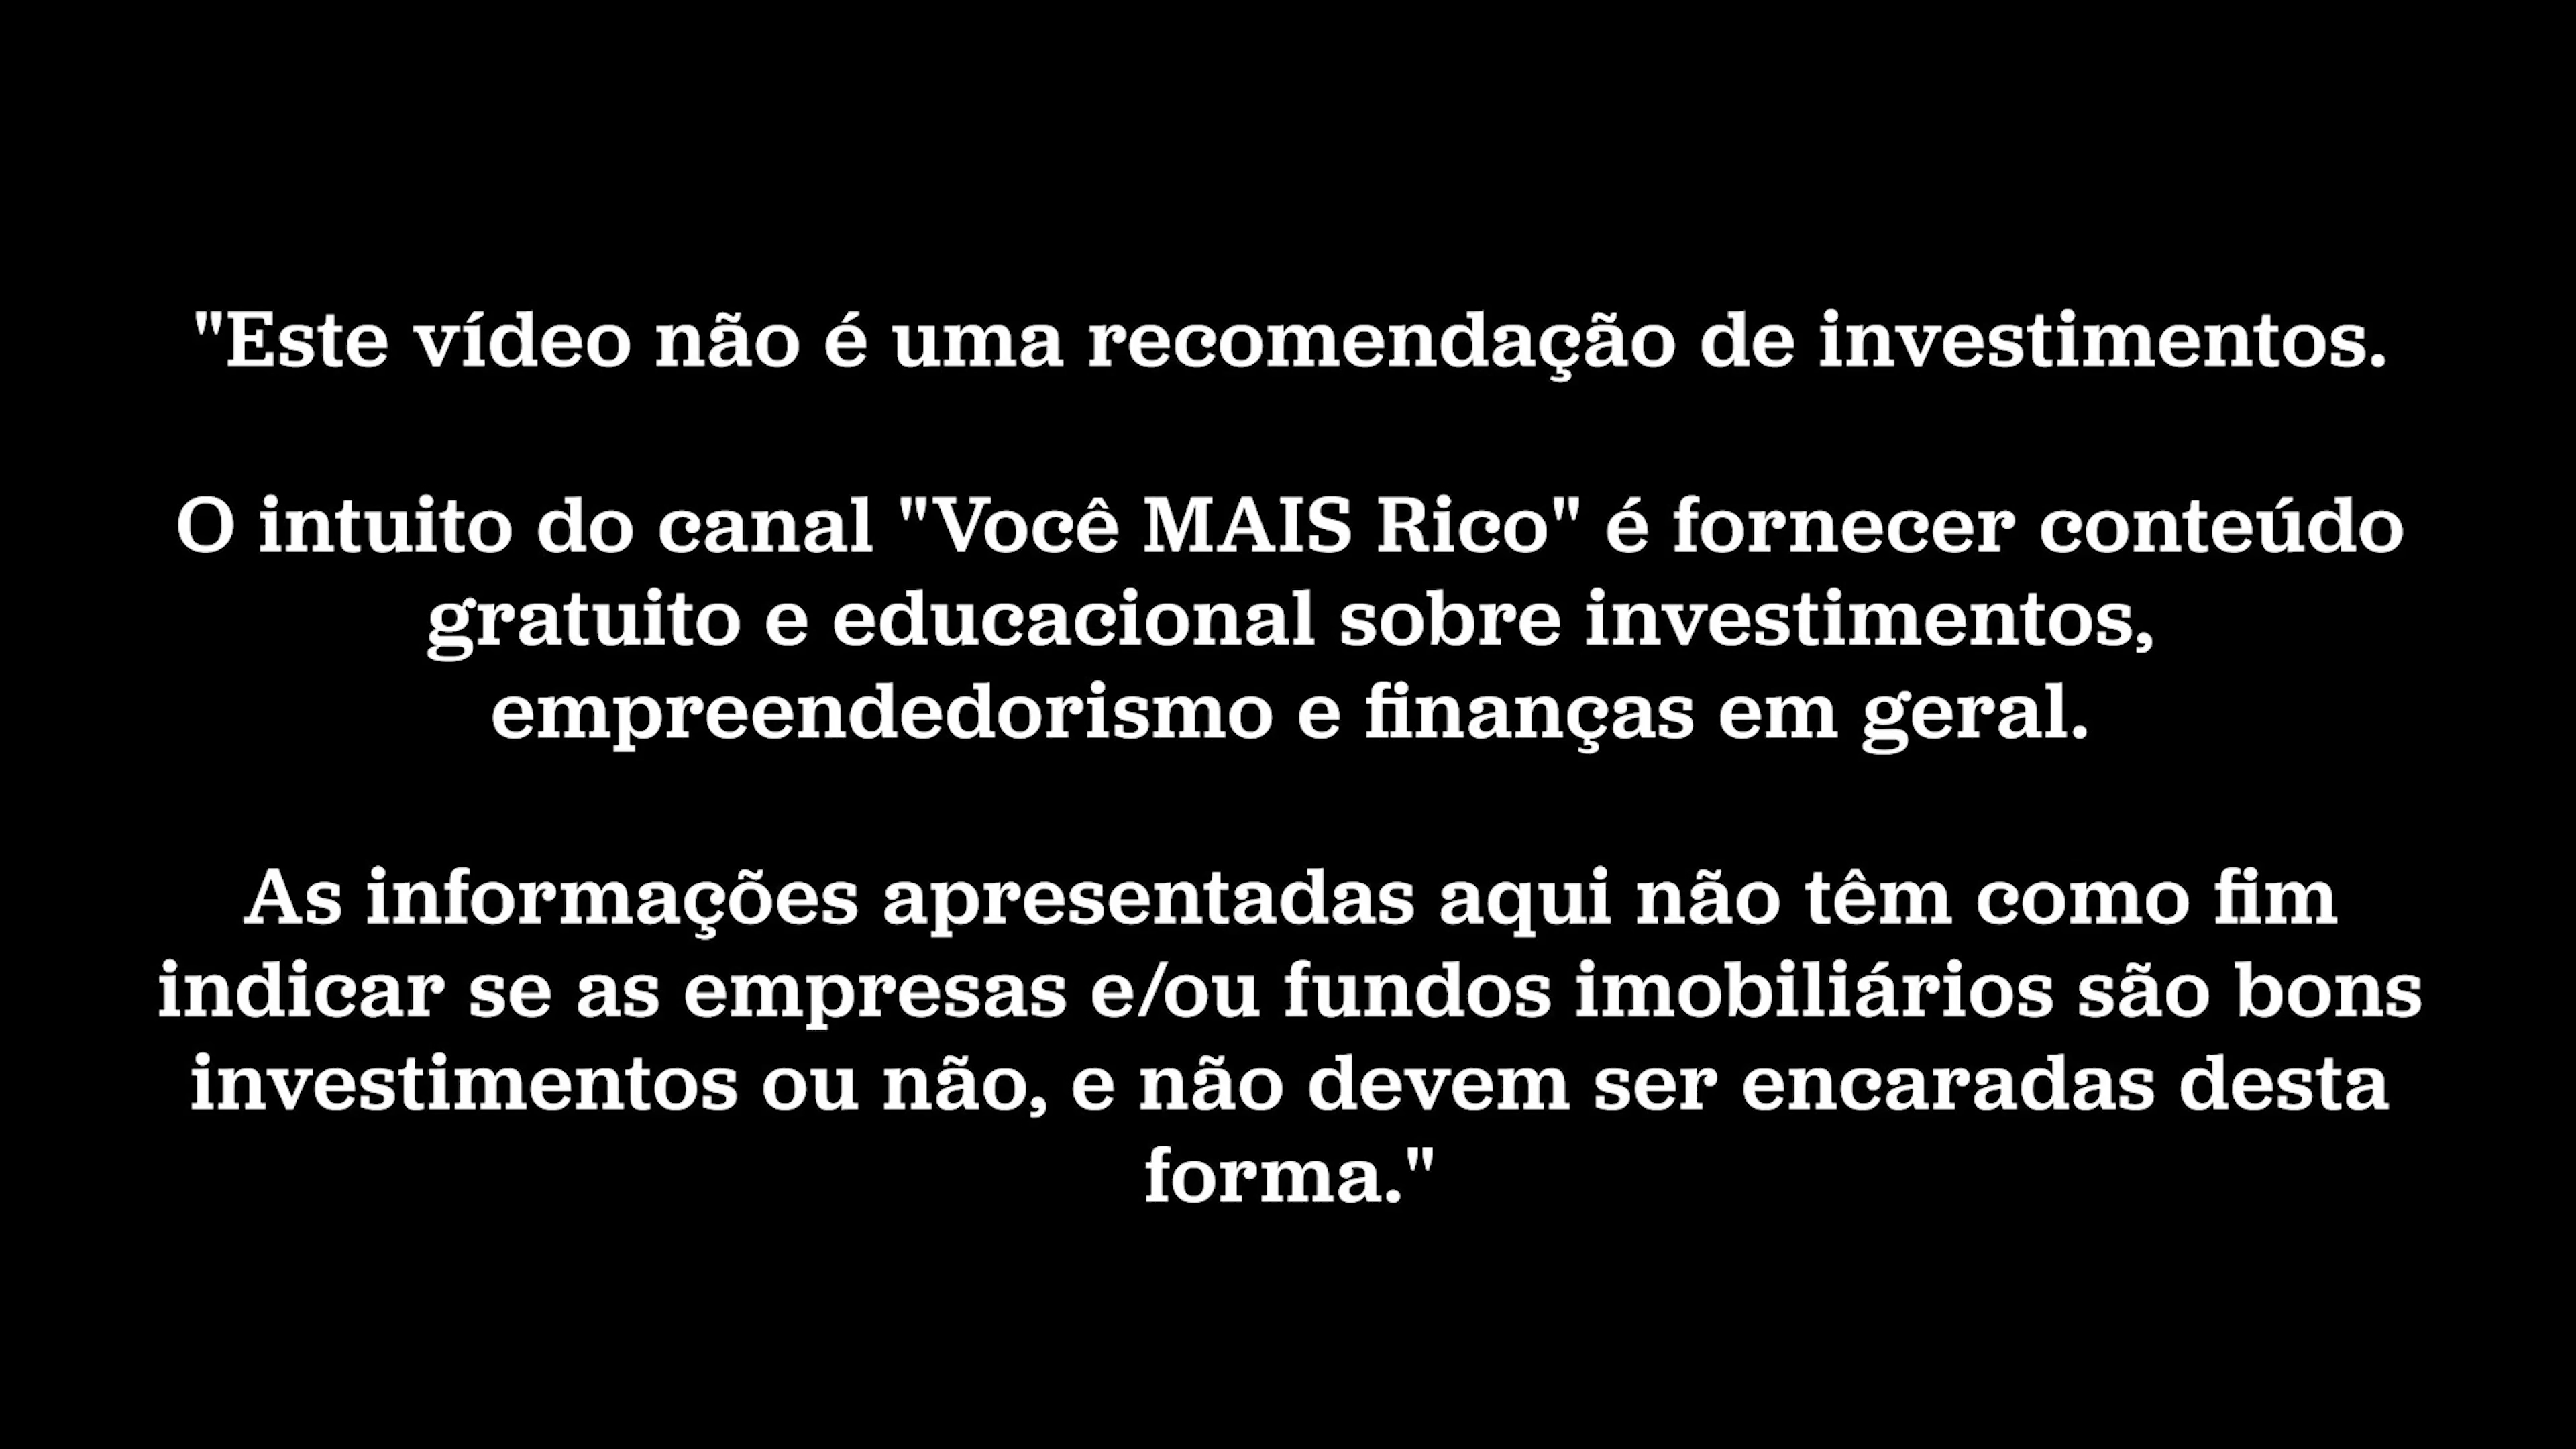 "Este vídeo não é uma recomendação de investimentos.
O intuito do canal "Você MAIS Rico" é fornecer conteúdo
gratuito e educacional sobre investimentos,
empreendedorismo e finanças em geral.
As informações apresentadas aqui não têm como fim
indicar se as empresas e/ou fundos imobiliários são bons
investimentos ou não, e não devem ser encaradas desta
forma."